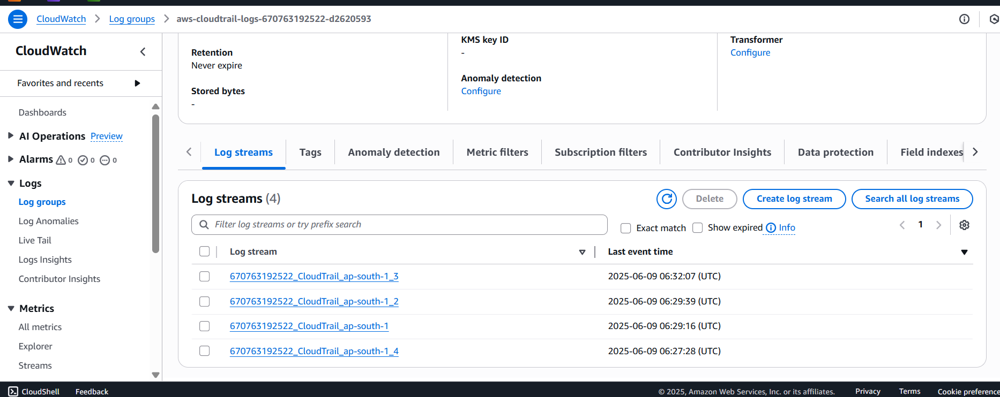 CloudWatch > Log groups > aws-cloudtrail-logs-670763192522-d2620593
CloudWatch
Favorites and recents
Dashboards
AI Operations Preview
Alarms 0 0 0
Logs
Log groups
Log Anomalies
Live Tail
Logs Insights
Contributor Insights
Metrics
All metrics
Explorer
Streams
Retention
Never expire
Stored bytes
-
KMS key ID
-
Anomaly detection
Configure
Transformer
Configure
Log streams Tags Anomaly detection Metric filters Subscription filters Contributor Insights Data protection Field indexes
Log streams (4) Delete Create log stream Search all log streams
Filter log streams or try prefix search Exact match Show expired Info 1
Log stream Last event time
670763192522_CloudTrail_ap-south-1_3 2025-06-09 06:32:07 (UTC)
670763192522_CloudTrail_ap-south-1_2 2025-06-09 06:29:39 (UTC)
670763192522_CloudTrail_ap-south-1 2025-06-09 06:29:16 (UTC)
670763192522_CloudTrail_ap-south-1_4 2025-06-09 06:27:28 (UTC)
CloudShell Feedback © 2025, Amazon Web Services, Inc. or its affiliates. Privacy Terms Cookie preference